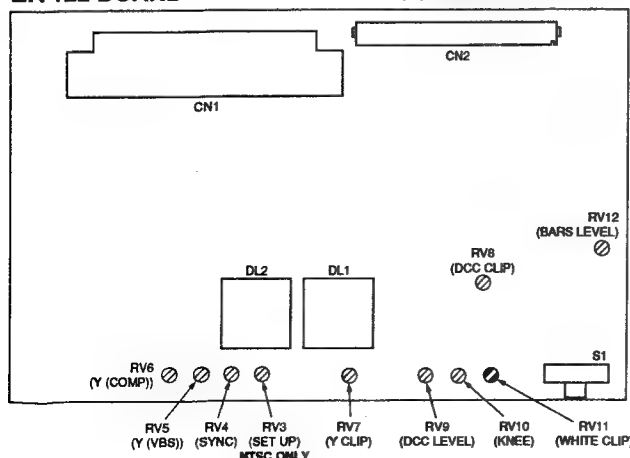 CN1
CN2
RV12
(BARS LEVEL)
RV8
(DCC CLIP)
DL2
DL1
S1
RV6
(Y (COMP))
RV5
(Y (VBS))
RV4
(SYNC)
RV3
(SET UP)
NTSC ONLY
RV7
(Y CLIP)
RV9
(DCC LEVEL)
RV10
(KNEE)
RV11
(WHITE CLIP)